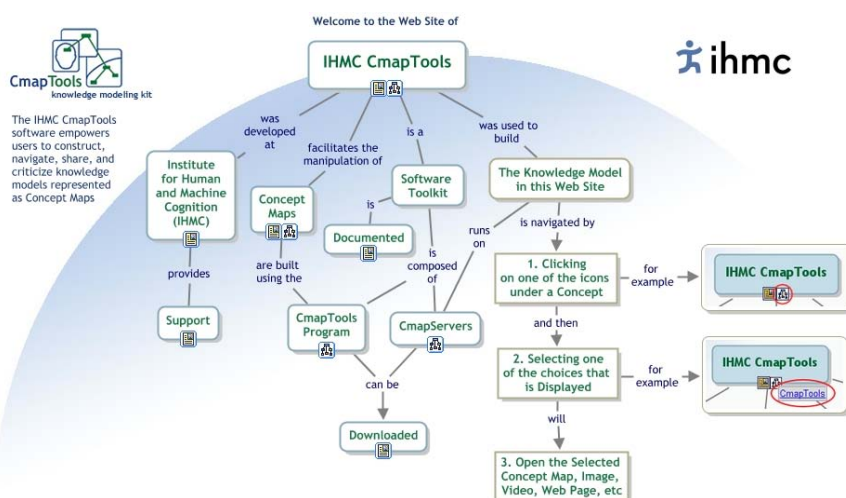 Welcome to the Web Site of
IHMC CmapTools
ihmc
CmapTools
knowledge modeling kit
The IHMC CmapTools
software empowers
users to construct,
navigate, share, and
criticize knowledge
models represented
as Concept Maps
was
developed
at
facilitates the
manipulation of
is a
was used to
build
Institute
for Human
and Machine
Cognition
(IHMC)
Concept
Maps
Software
Toolkit
The Knowledge Model
in this Web Site
is
Documented
runs
on
is navigated by
provides
are built
using the
is
composed
of
1. Clicking
on one of the icons
under a Concept
for
example
IHMC CmapTools
Support
CmapTools
Program
CmapServers
and then
2. Selecting one
of the choices that
is Displayed
for
example
IHMC CmapTools
CmapTools
can be
Downloaded
will
3. Open the Selected
Concept Map, Image,
Video, Web Page, etc